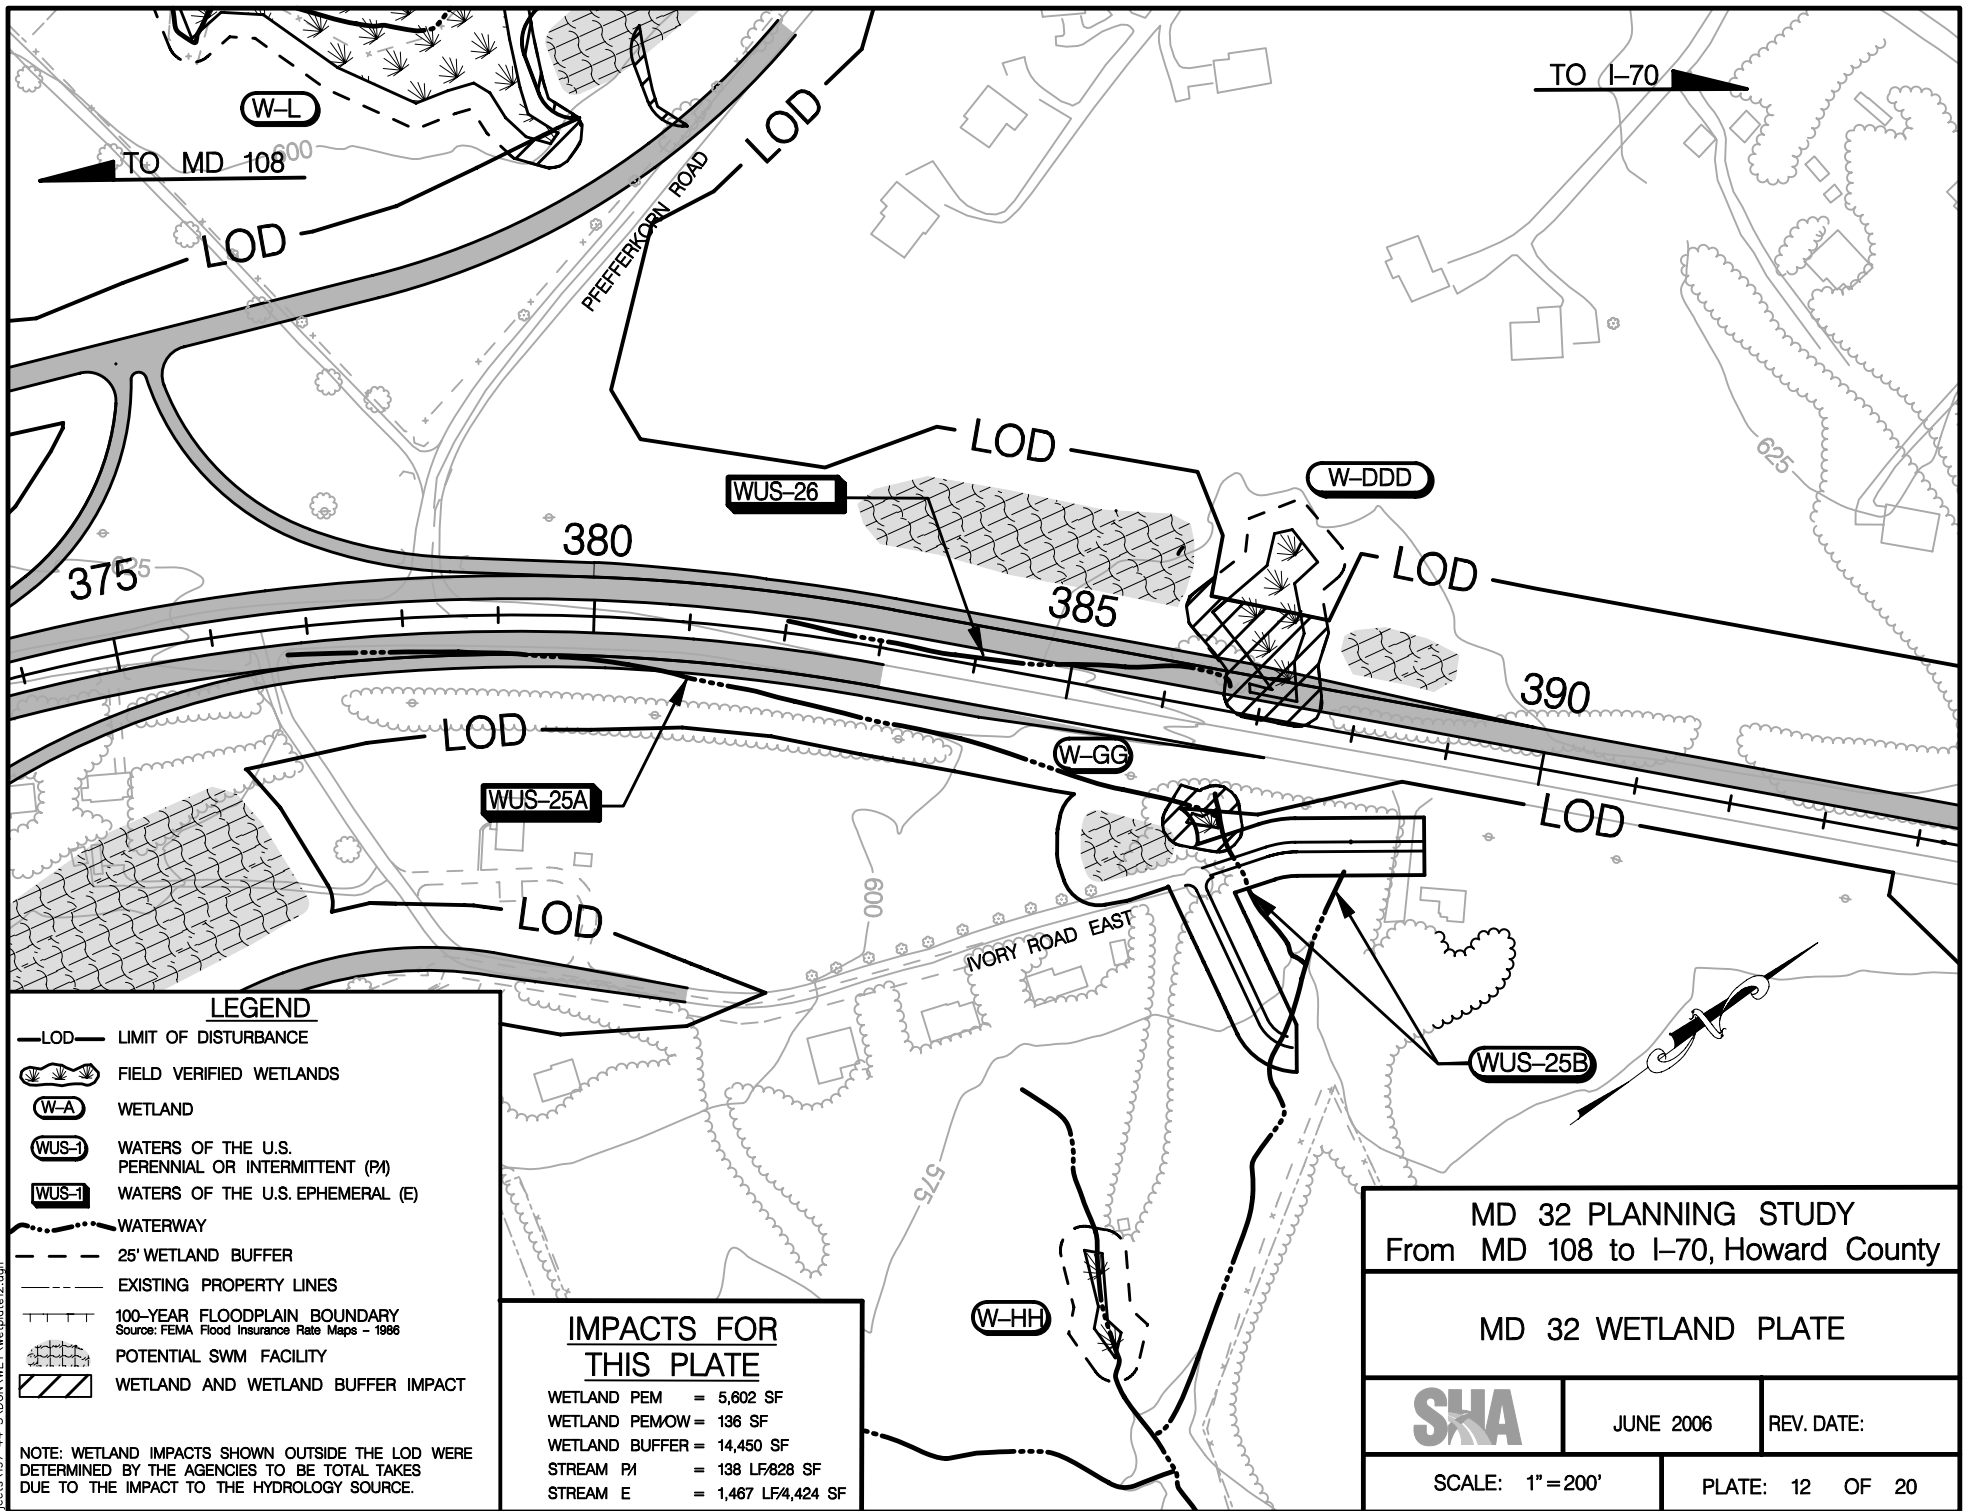 TO I–70
W–L
600
TO MD 108
LOD
LOD
PFEFFERKORN ROAD
LOD
W–DDD
625
WUS–26
380
LOD
375
625
385
390
LOD
W–GG
WUS–25A
LOD
600
LOD
IVORY ROAD EAST
WUS–25B
575
W–HH
LEGEND
LOD LIMIT OF DISTURBANCE
FIELD VERIFIED WETLANDS
W–A WETLAND
WUS–1 WATERS OF THE U.S.
PERENNIAL OR INTERMITTENT (P/I)
WUS–1 WATERS OF THE U.S. EPHEMERAL (E)
WATERWAY
25' WETLAND BUFFER
EXISTING PROPERTY LINES
100–YEAR FLOODPLAIN BOUNDARY
Source: FEMA Flood Insurance Rate Maps – 1986
POTENTIAL SWM FACILITY
WETLAND AND WETLAND BUFFER IMPACT
NOTE: WETLAND IMPACTS SHOWN OUTSIDE THE LOD WERE
DETERMINED BY THE AGENCIES TO BE TOTAL TAKES
DUE TO THE IMPACT TO THE HYDROLOGY SOURCE.
IMPACTS FOR
THIS PLATE
WETLAND PEM = 5,602 SF
WETLAND PEM/OW = 136 SF
WETLAND BUFFER = 14,450 SF
STREAM P/I = 138 LF/828 SF
STREAM E = 1,467 LF/4,424 SF
MD 32 PLANNING STUDY
From MD 108 to I–70, Howard County
MD 32 WETLAND PLATE
SHA
JUNE 2006
REV. DATE:
SCALE: 1"=200'
PLATE: 12 OF 20